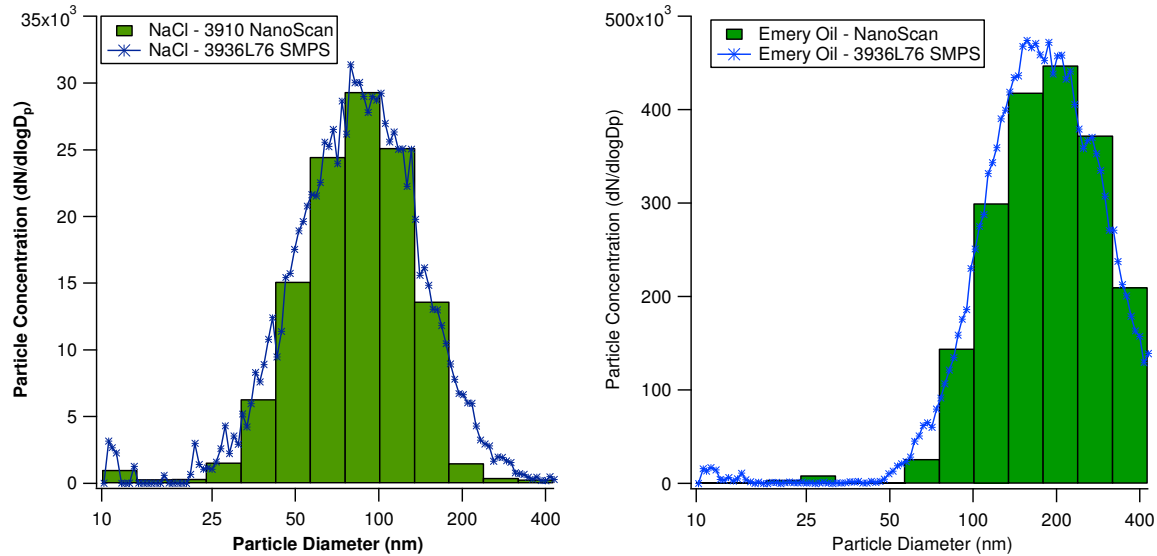 35x10³
30
25
20
15
10
5
0
Particle Concentration (dN/dlogDₚ)
NaCl - 3910 NanoScan
NaCl - 3936L76 SMPS
10
25
50
100
200
400
Particle Diameter (nm)
500x10³
400
300
200
100
0
Particle Concentration (dN/dlogDp)
Emery Oil - NanoScan
Emery Oil - 3936L76 SMPS
10
25
50
100
200
400
Particle Diameter (nm)